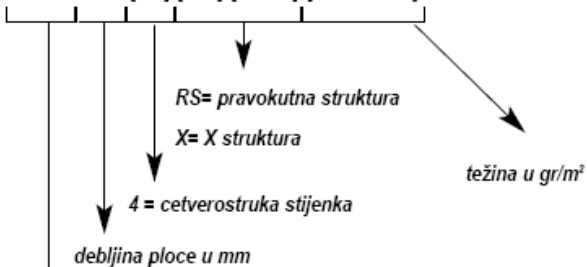 RS= pravokutna struktura
X= X struktura
težina u gr/m²
4 = cetverostruka stijenka
debljina ploce u mm